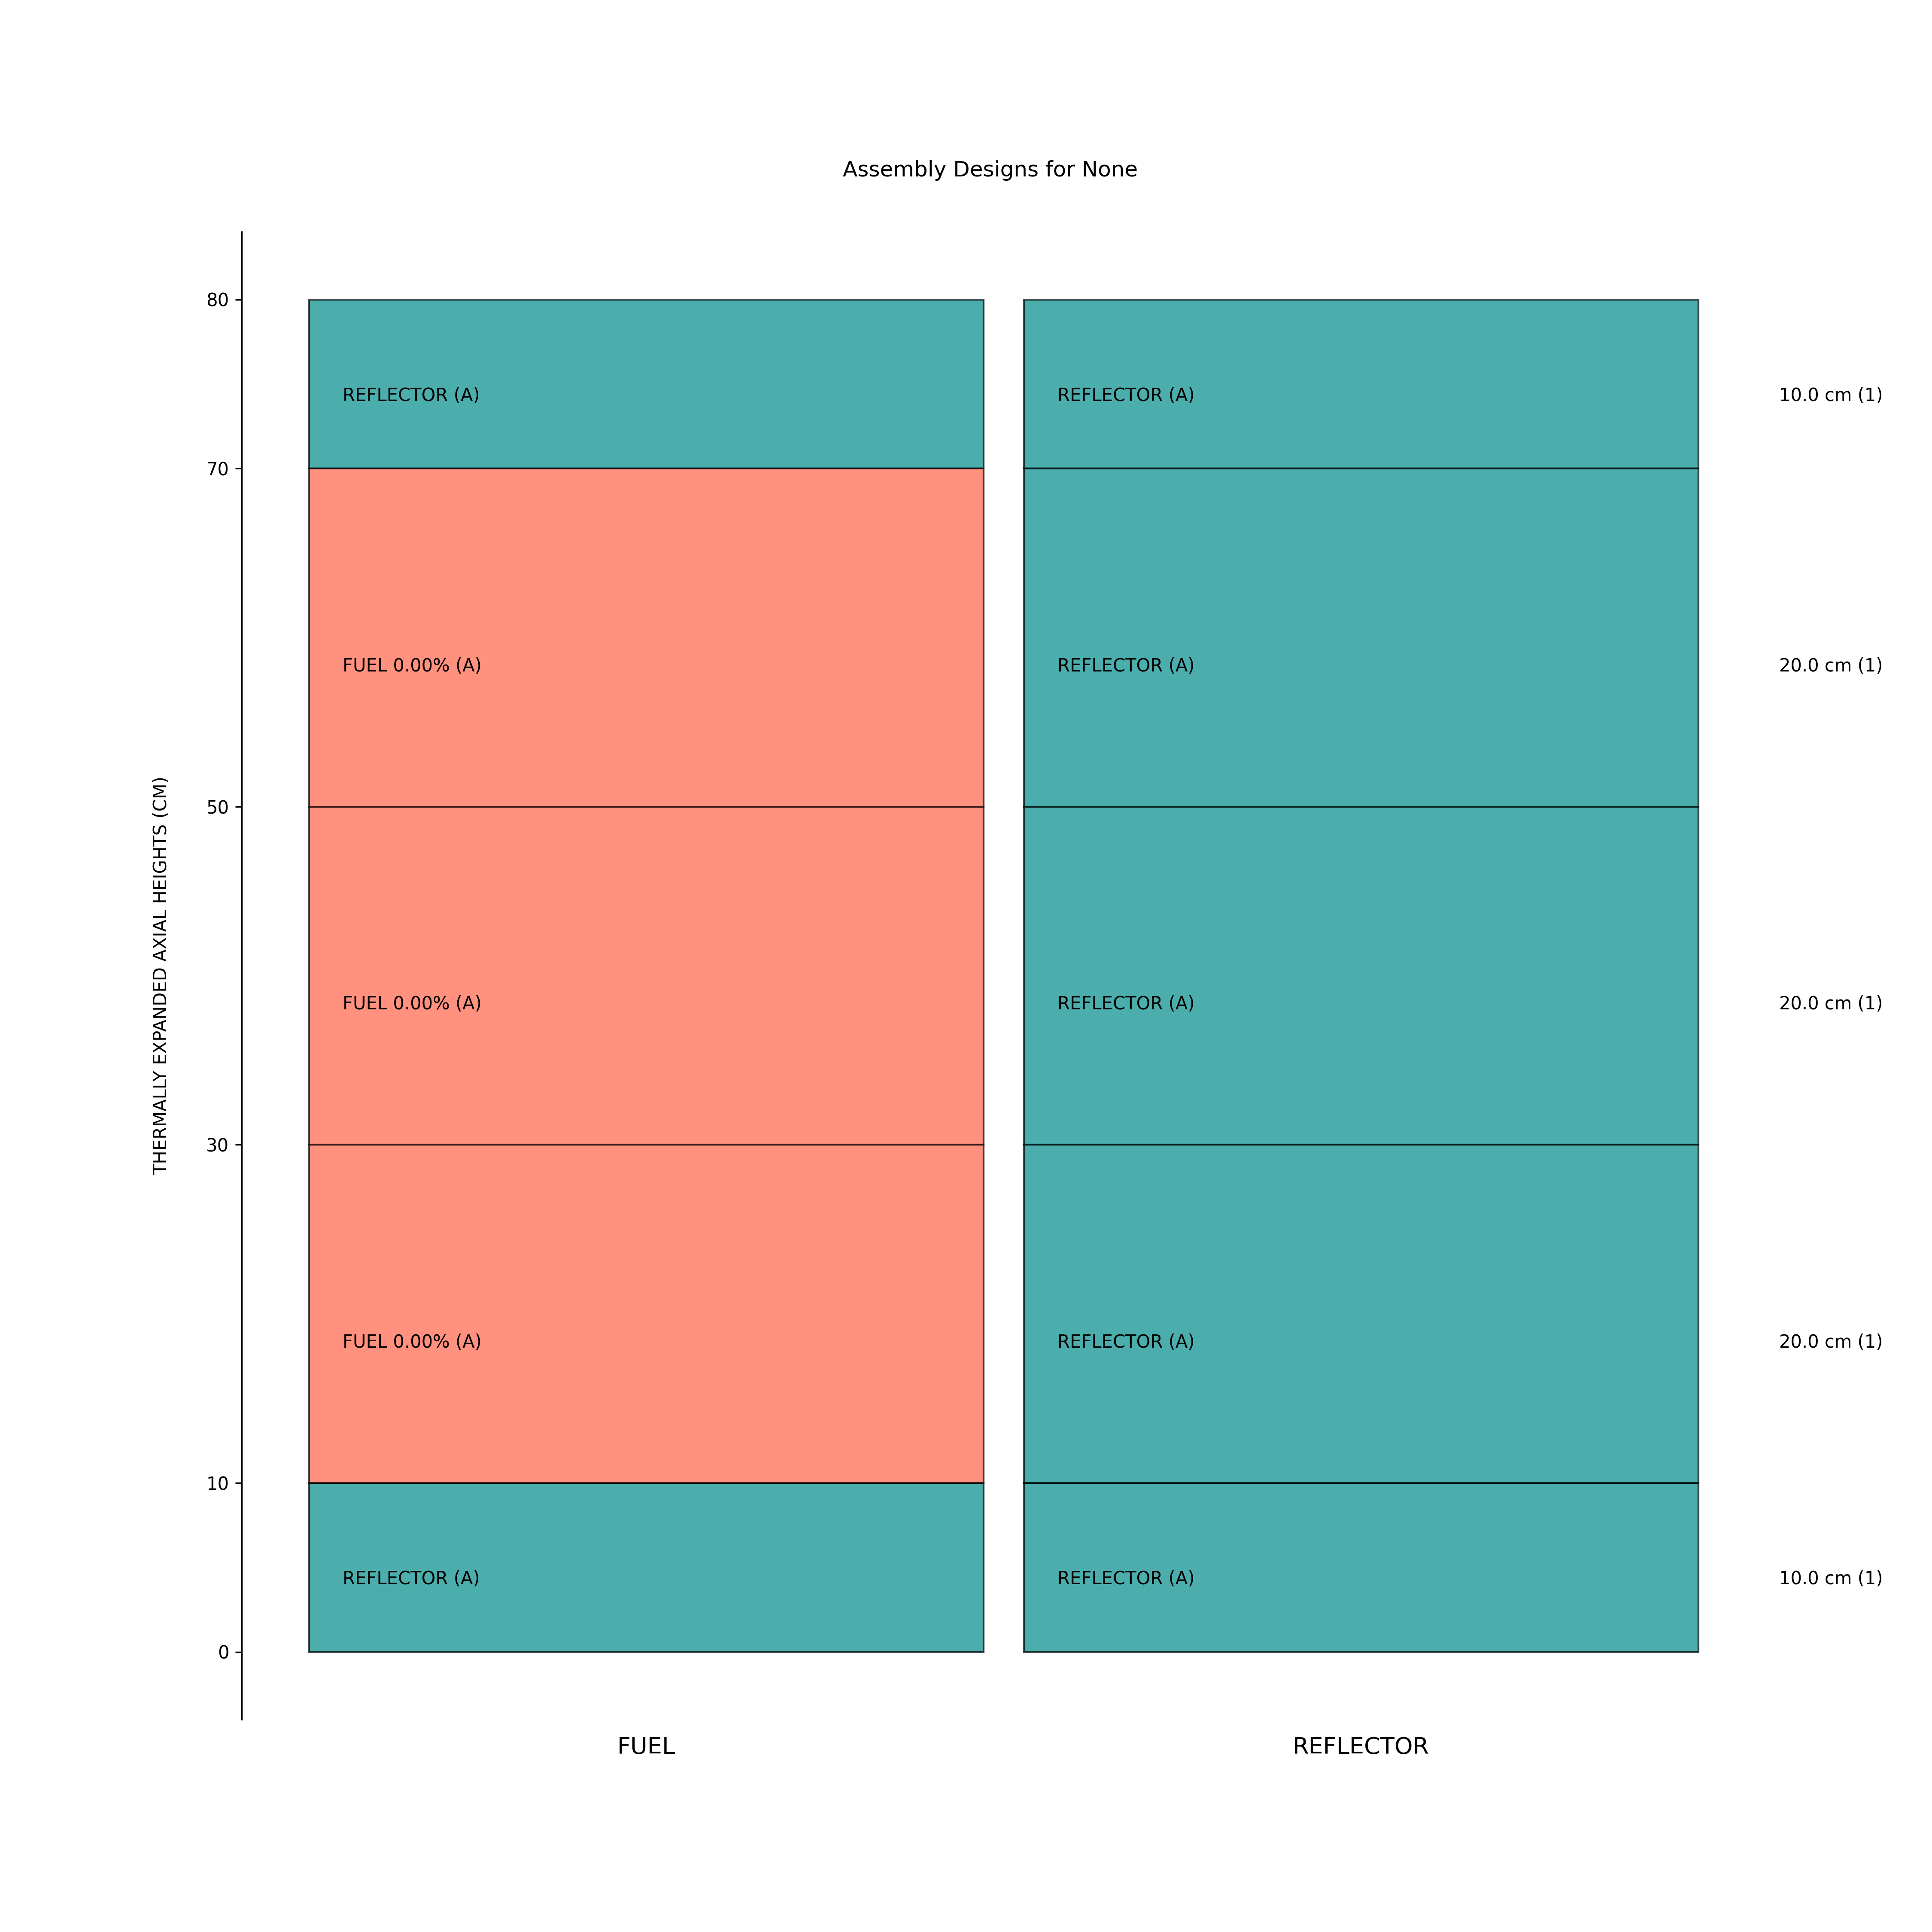 Assembly Designs for None
THERMALLY EXPANDED AXIAL HEIGHTS (CM)
80
REFLECTOR (A) REFLECTOR (A) 10.0 cm (1)
70
FUEL 0.00% (A) REFLECTOR (A) 20.0 cm (1)
50
FUEL 0.00% (A) REFLECTOR (A) 20.0 cm (1)
30
FUEL 0.00% (A) REFLECTOR (A) 20.0 cm (1)
10
REFLECTOR (A) REFLECTOR (A) 10.0 cm (1)
0
FUEL REFLECTOR